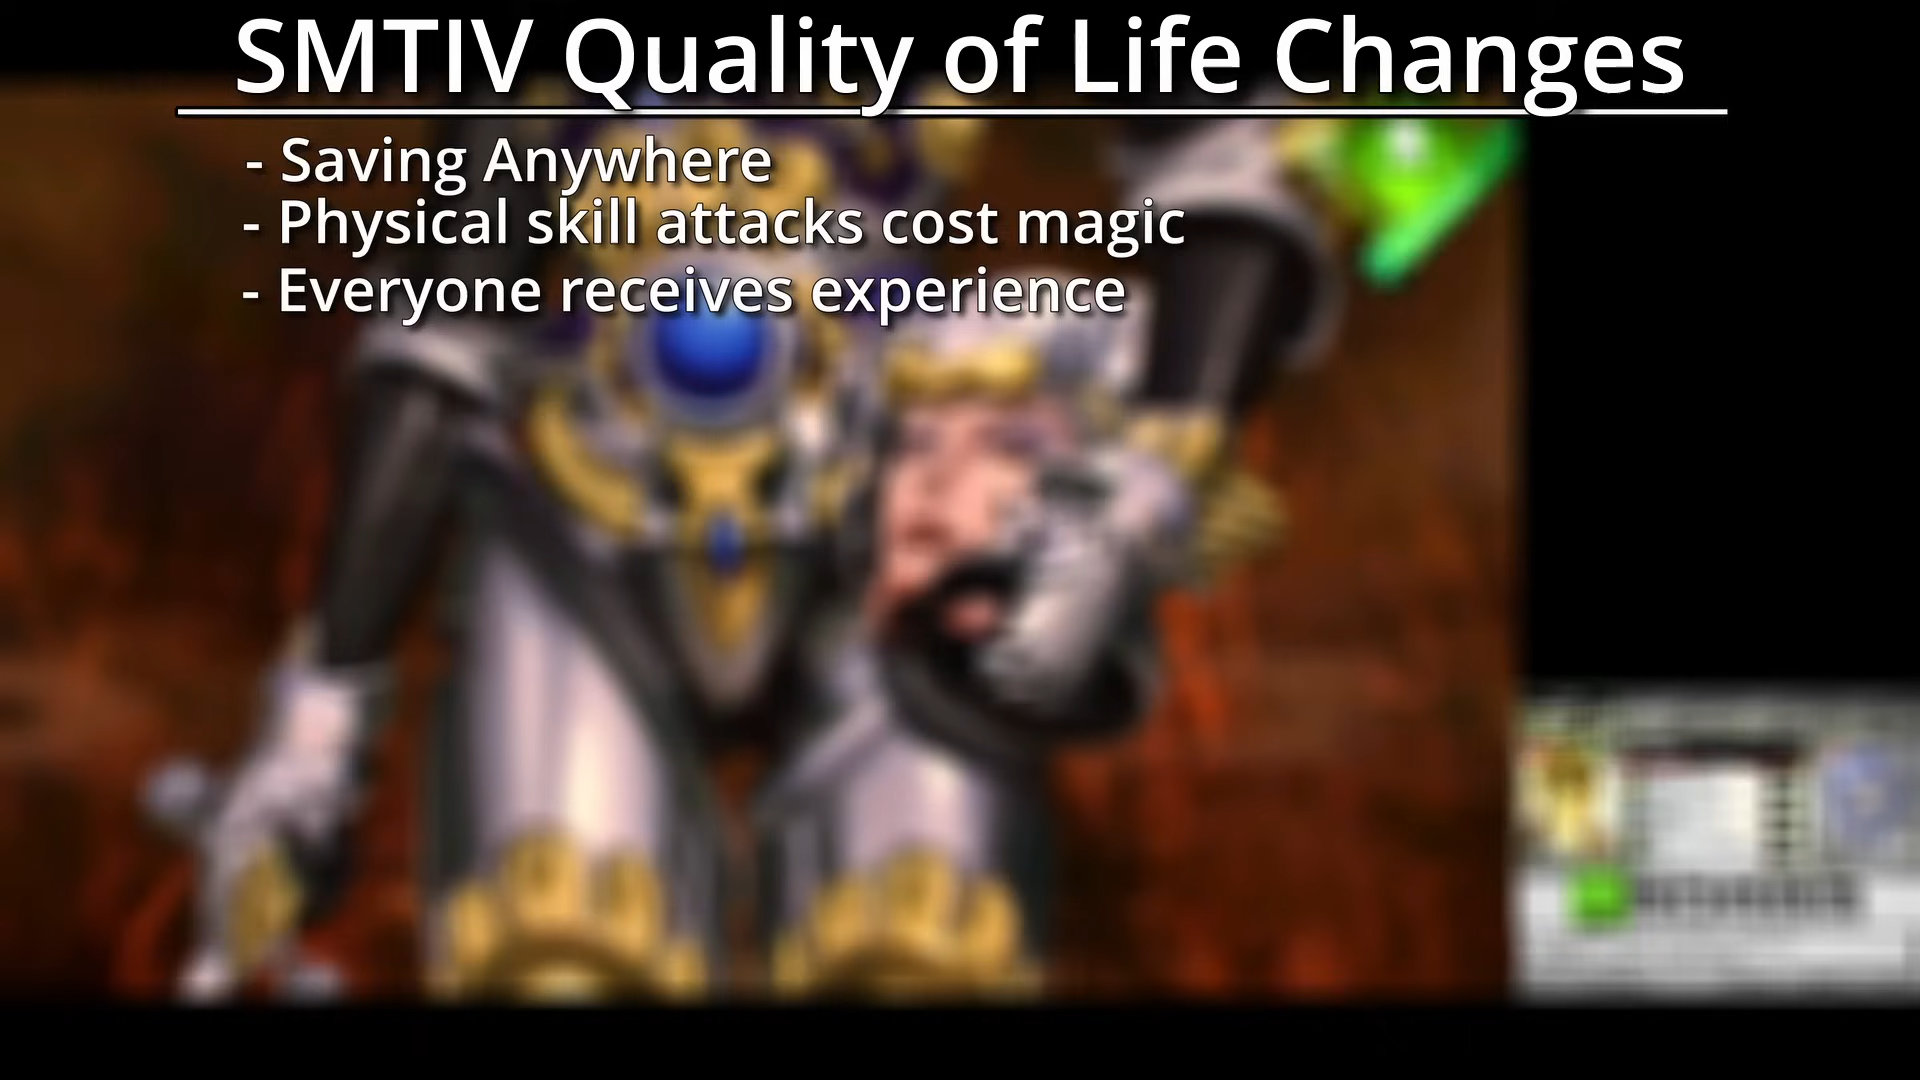 SMTIV Quality of Life Changes
- Saving Anywhere
- Physical skill attacks cost magic
- Everyone receives experience